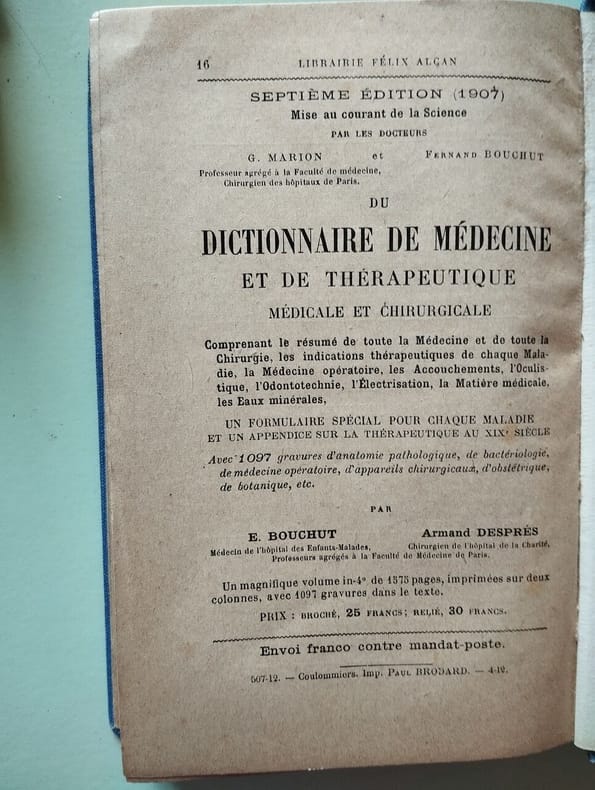 16 LIBRAIRIE FÉLIX ALCAN
SEPTIÈME ÉDITION (1907)
Mise au courant de la Science
PAR LES DOCTEURS
G. MARION et FERNAND BOUCHUT
Professeur agrégé à la Faculté de médecine,
Chirurgien des hôpitaux de Paris.
DU
DICTIONNAIRE DE MÉDECINE
ET DE THÉRAPEUTIQUE
MÉDICALE ET CHIRURGICALE
Comprenant le résumé de toute la Médecine et de toute la
Chirurgie, les indications thérapeutiques de chaque Mala-
die, la Médecine opératoire, les Accouchements, l'Oculis-
tique, l'Odontotechnie, l'Électrisation, la Matière médicale,
les Eaux minérales,
UN FORMULAIRE SPÉCIAL POUR CHAQUE MALADIE
ET UN APPENDICE SUR LA THÉRAPEUTIQUE AU XIXe SIÈCLE
Avec 1097 gravures d'anatomie pathologique, de bactériologie,
de médecine opératoire, d'appareils chirurgicaux, d'obstétrique,
de botanique, etc.
PAR
E. BOUCHUT Armand DESPRÉS
Médecin de l'hôpital des Enfants-Malades, Chirurgien de l'hôpital de la Charité,
Professeurs agrégés à la Faculté de Médecine de Paris.
Un magnifique volume in-4° de 1575 pages, imprimées sur deux
colonnes, avec 1097 gravures dans le texte.
PRIX : BROCHÉ, 25 FRANCS; RELIÉ, 30 FRANCS.
Envoi franco contre mandat-poste.
507-12. — Coulommiers. Imp. PAUL BRODARD. — 4-12.